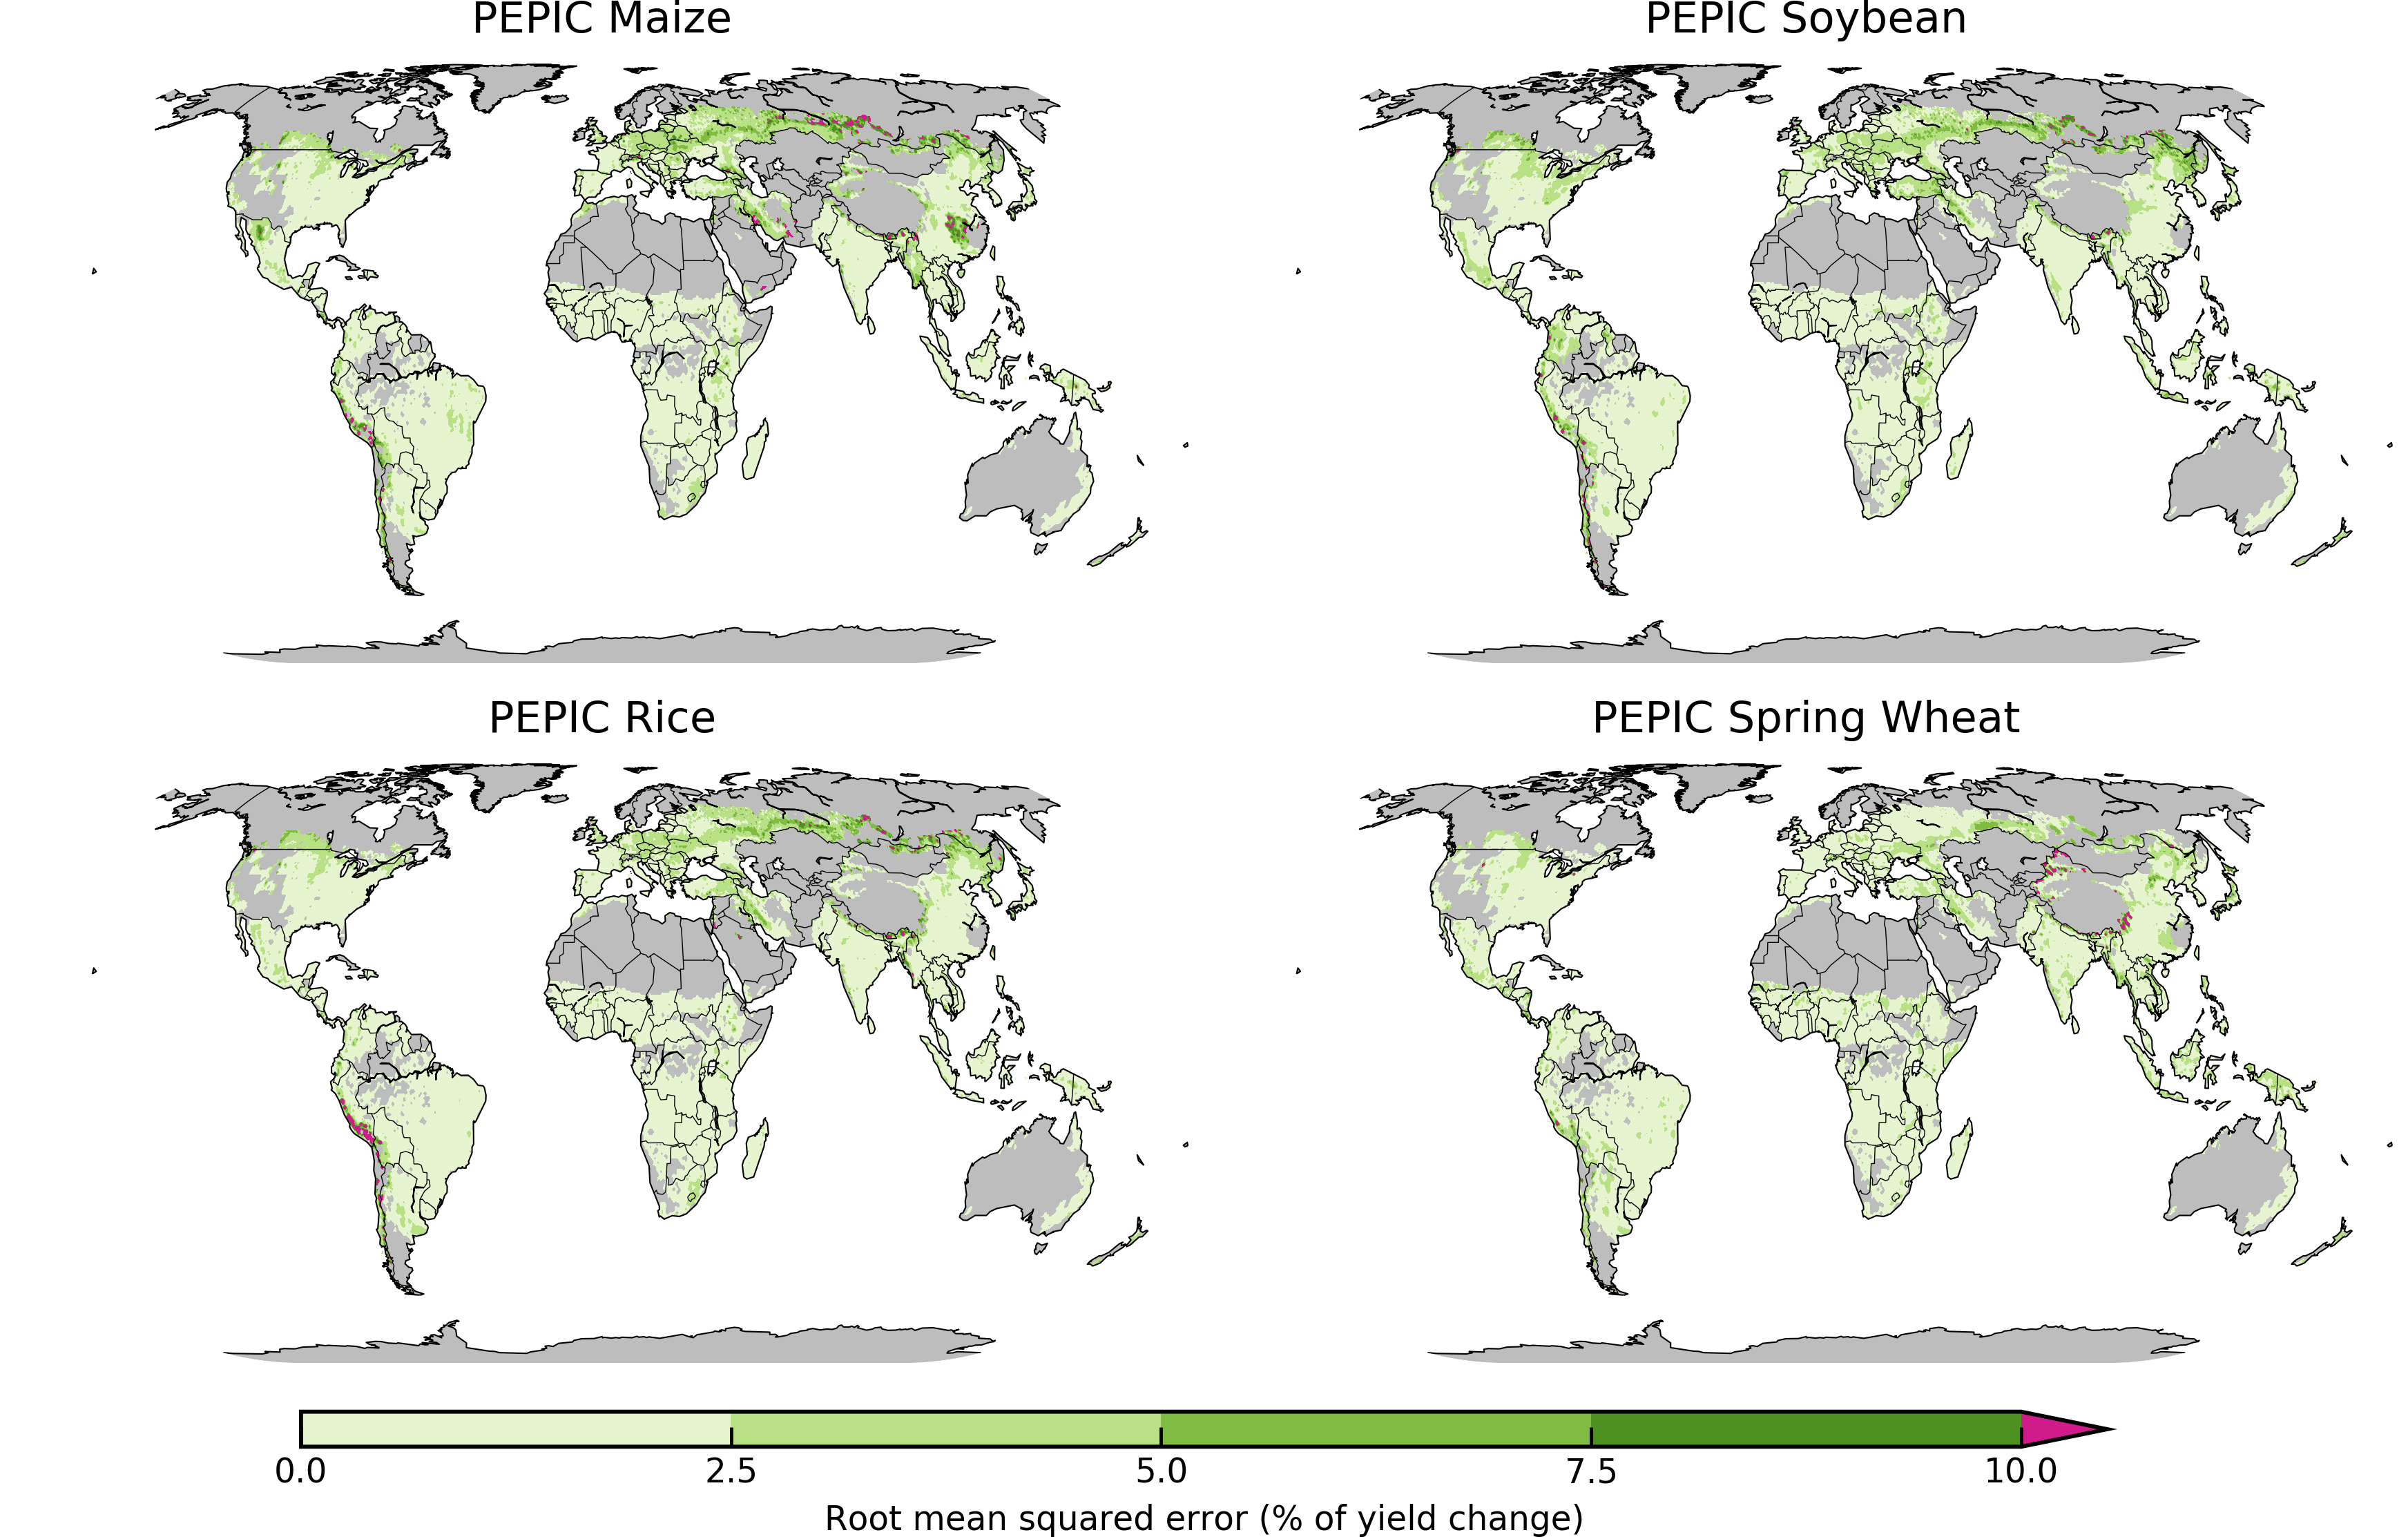 PEPIC Maize
PEPIC Soybean
PEPIC Rice
PEPIC Spring Wheat
0.0 2.5 5.0 7.5 10.0
Root mean squared error (% of yield change)